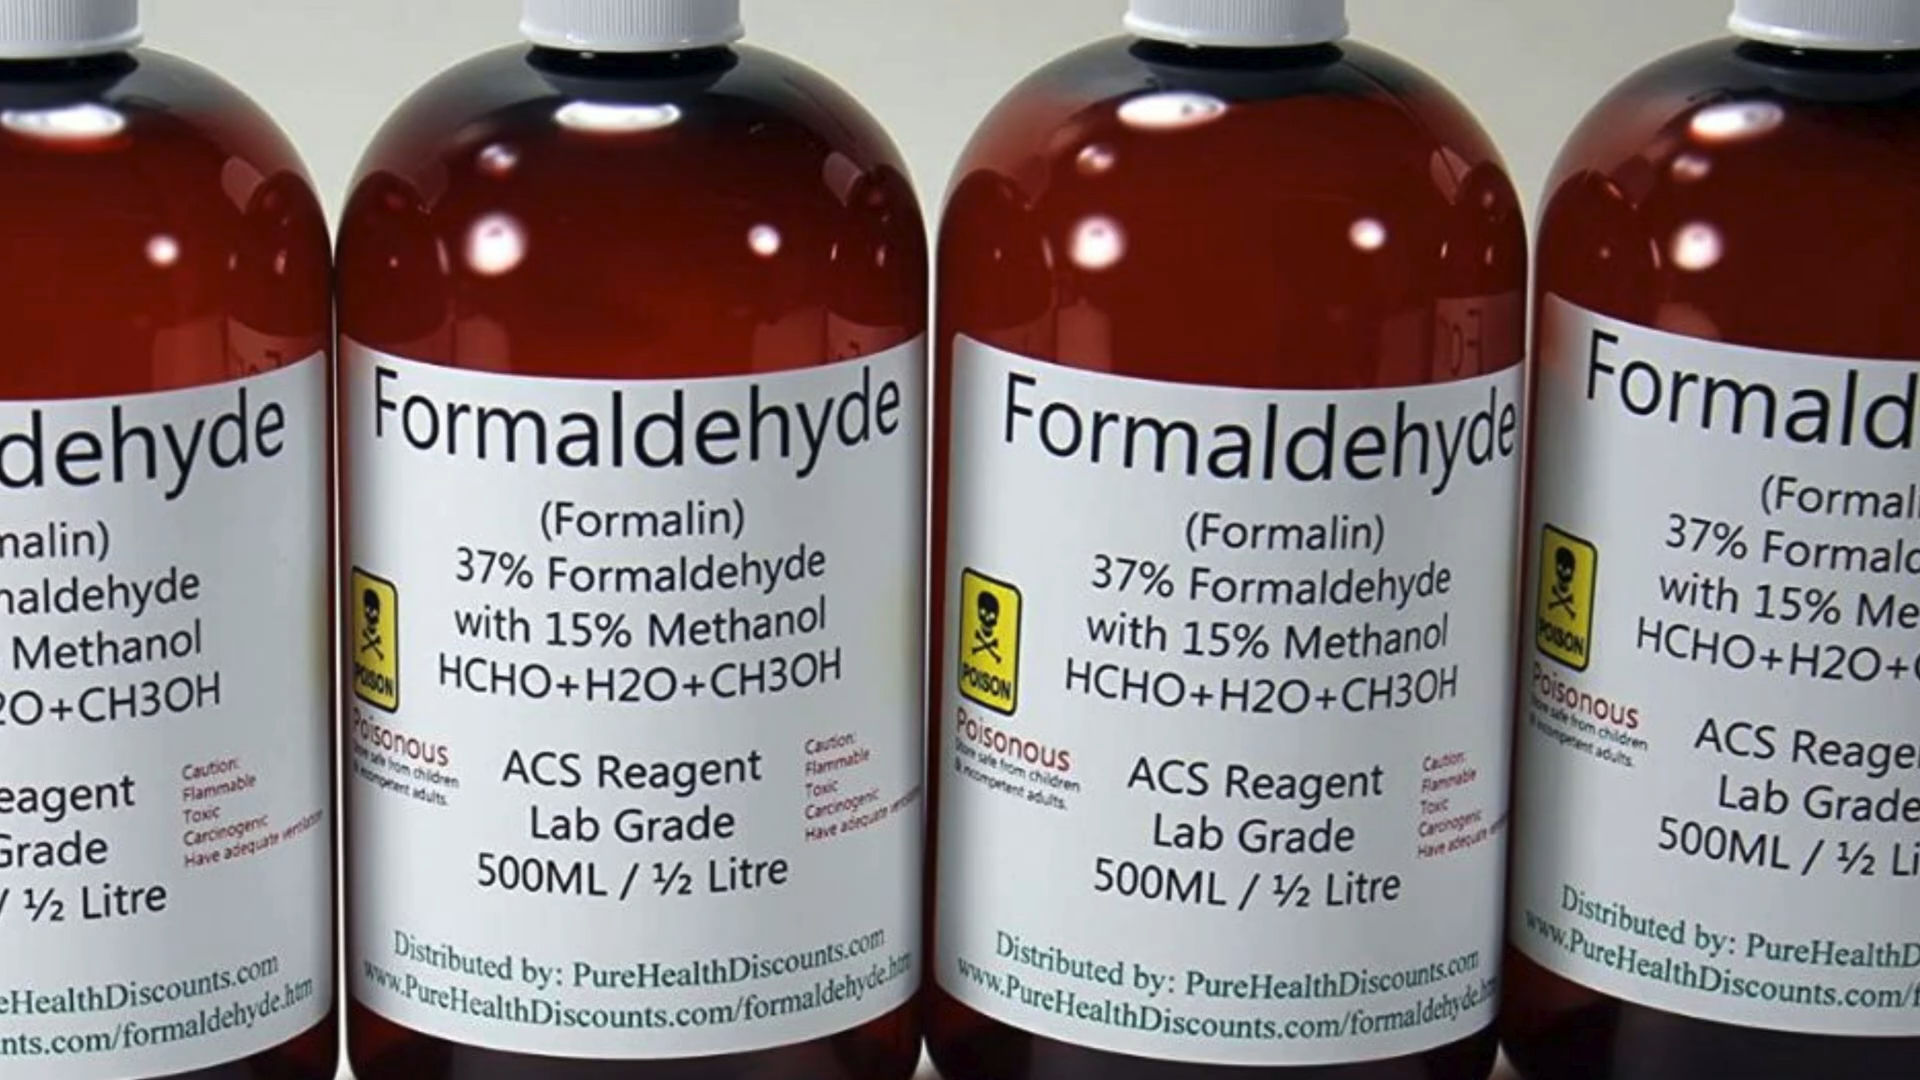 dehyde
malin)
naldehyde
Methanol
2O+CH3OH
eagent
Grade
/ ½ Litre
Caution:
Flammable
Toxic
Carcinogenic
Have adequate ventilation
eHealthDiscounts.com
nts.com/formaldehyde.htm
Formaldehyde
(Formalin)
37% Formaldehyde
with 15% Methanol
HCHO+H2O+CH3OH
POISON
Poisonous
Store safe from children
& incompetent adults.
ACS Reagent
Lab Grade
500ML / ½ Litre
Caution:
Flammable
Toxic
Carcinogenic
Have adequate ventilation
Distributed by: PureHealthDiscounts.com
www.PureHealthDiscounts.com/formaldehyde.htm
Formaldehyde
(Formalin)
37% Formaldehyde
with 15% Methanol
HCHO+H2O+CH3OH
POISON
Poisonous
Store safe from children
& incompetent adults.
ACS Reagent
Lab Grade
500ML / ½ Litre
Caution:
Flammable
Toxic
Carcinogenic
Have adequate
Distributed by: PureHealthDiscounts.com
www.PureHealthDiscounts.com/formaldehyde.h
Formald
(Formali
37% Formald
with 15% Me
HCHO+H2O+C
POISON
Poisonous
Store safe from children
& incompetent adults.
ACS Reage
Lab Grade
500ML / ½ Li
Distributed by: PureHealthD
www.PureHealthDiscounts.com/f